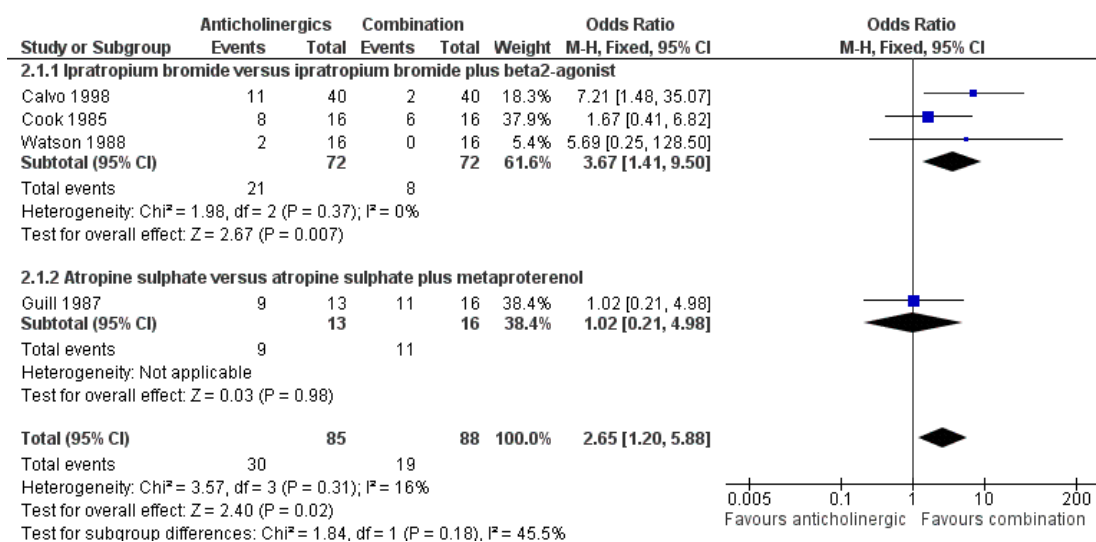 Anticholinergics Combination Odds Ratio Odds Ratio
Study or Subgroup Events Total Events Total Weight M-H, Fixed, 95% CI M-H, Fixed, 95% CI
2.1.1 Ipratropium bromide versus ipratropium bromide plus beta2-agonist
Calvo 1998 11 40 2 40 18.3% 7.21 [1.48, 35.07]
Cook 1985 8 16 6 16 37.9% 1.67 [0.41, 6.82]
Watson 1988 2 16 0 16 5.4% 5.69 [0.25, 128.50]
Subtotal (95% CI) 72 72 61.6% 3.67 [1.41, 9.50]
Total events 21 8
Heterogeneity: Chi² = 1.98, df = 2 (P = 0.37); I² = 0%
Test for overall effect: Z = 2.67 (P = 0.007)
2.1.2 Atropine sulphate versus atropine sulphate plus metaproterenol
Guill 1987 9 13 11 16 38.4% 1.02 [0.21, 4.98]
Subtotal (95% CI) 13 16 38.4% 1.02 [0.21, 4.98]
Total events 9 11
Heterogeneity: Not applicable
Test for overall effect: Z = 0.03 (P = 0.98)
Total (95% CI) 85 88 100.0% 2.65 [1.20, 5.88]
Total events 30 19
Heterogeneity: Chi² = 3.57, df = 3 (P = 0.31); I² = 16%
Test for overall effect: Z = 2.40 (P = 0.02)
Test for subgroup differences: Chi² = 1.84, df = 1 (P = 0.18), I² = 45.5%
0.005 0.1 1 10 200
Favours anticholinergic Favours combination